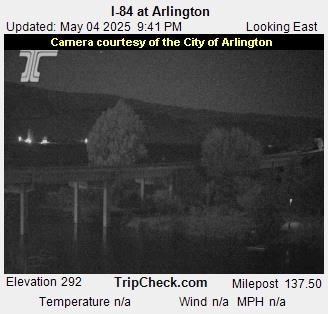 I-84 at Arlington
Updated: May 04 2025 9:41 PM Looking East
Camera courtesy of the City of Arlington
Elevation 292 TripCheck.com Milepost 137.50
Temperature n/a Wind n/a MPH n/a